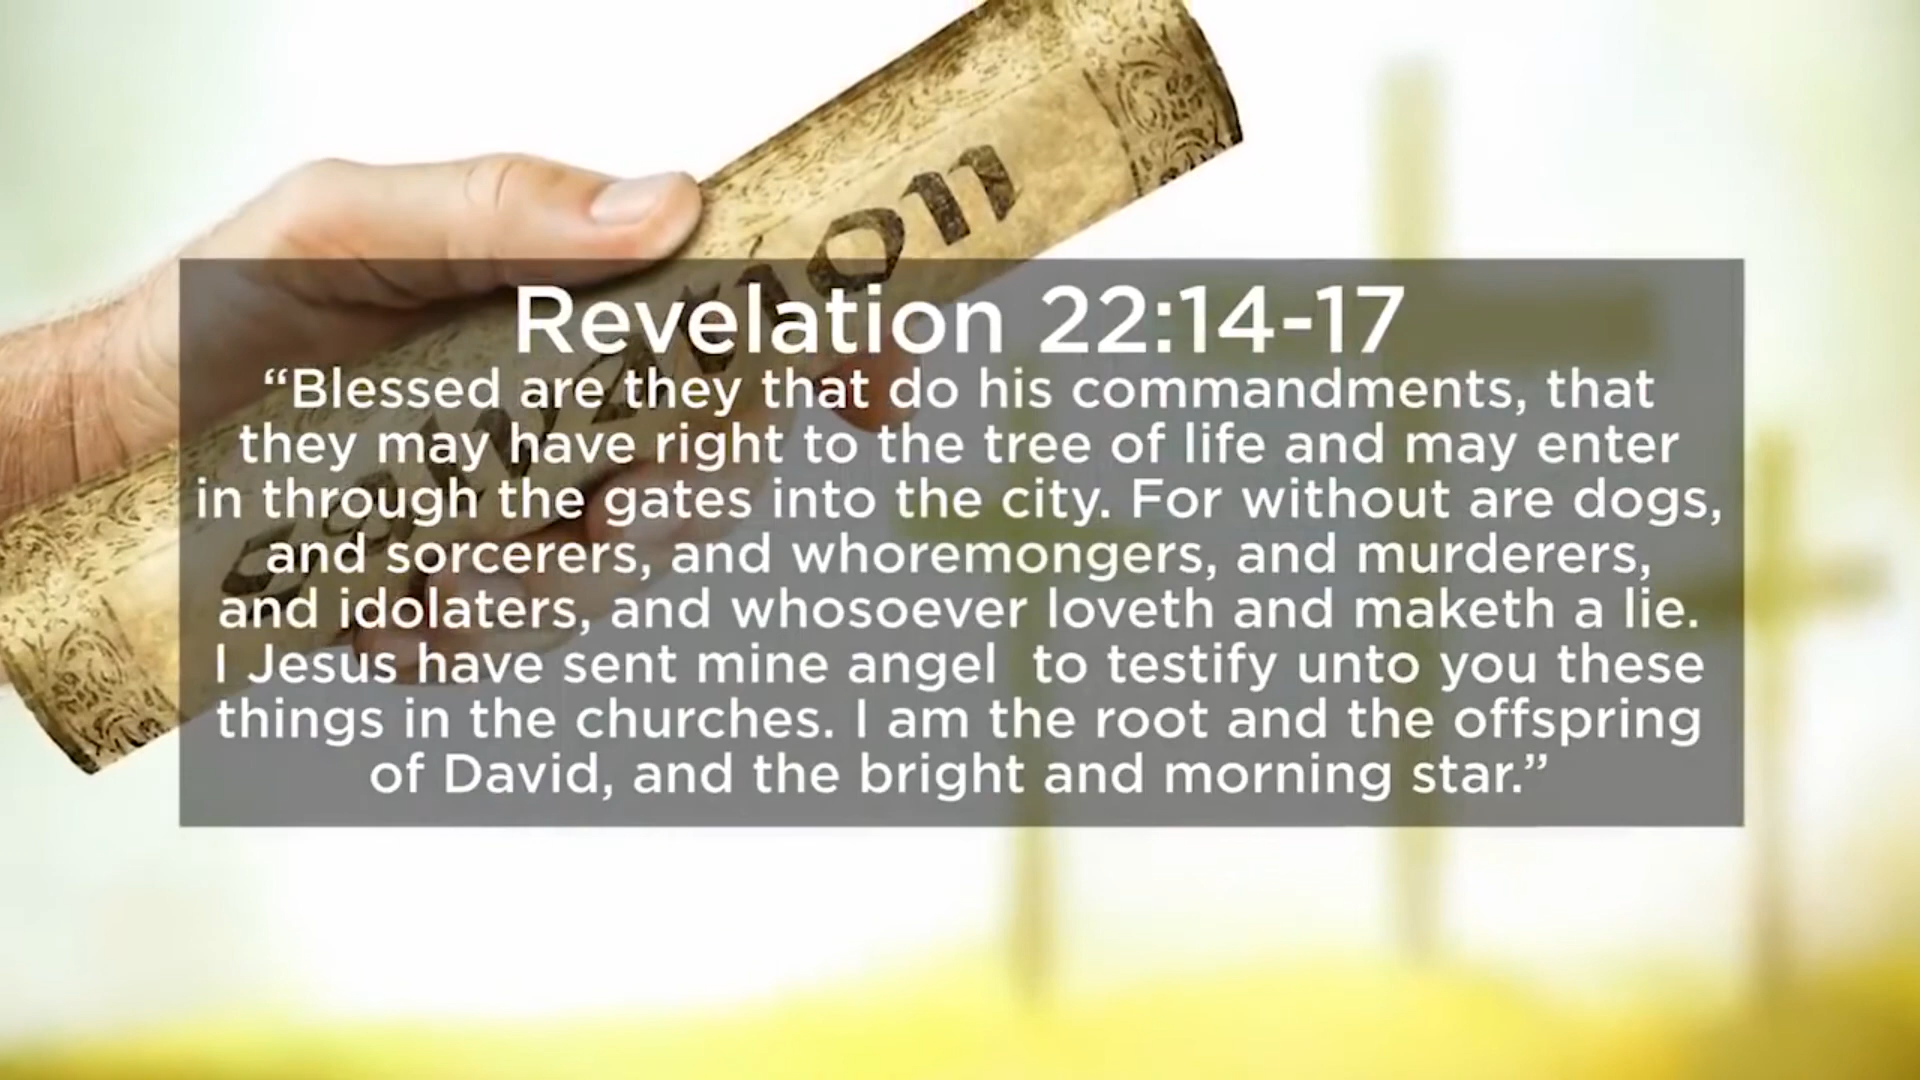 salvation
Revelation 22:14-17
“Blessed are they that do his commandments, that
they may have right to the tree of life and may enter
in through the gates into the city. For without are dogs,
and sorcerers, and whoremongers, and murderers,
and idolaters, and whosoever loveth and maketh a lie.
I Jesus have sent mine angel  to testify unto you these
things in the churches. I am the root and the offspring
of David, and the bright and morning star.”